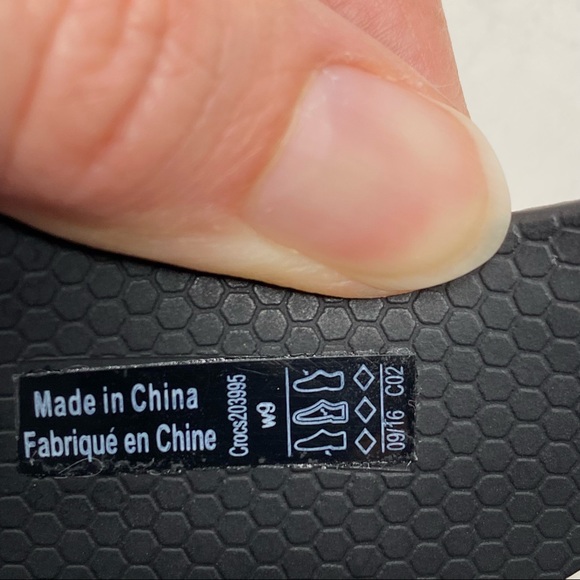 Made in China
Fabriqué en Chine
Crocs203995
w9
09/16 C02